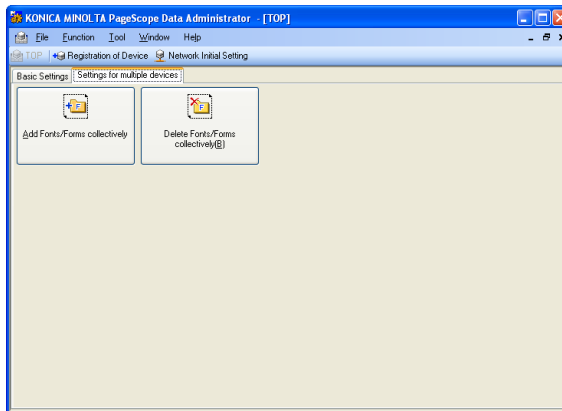 KONICA MINOLTA PageScope Data Administrator - [TOP]
File Function Tool Window Help
TOP Registration of Device Network Initial Setting
Basic Settings Settings for multiple devices
F F
Add Fonts/Forms collectively Delete Fonts/Forms
collectively(B)